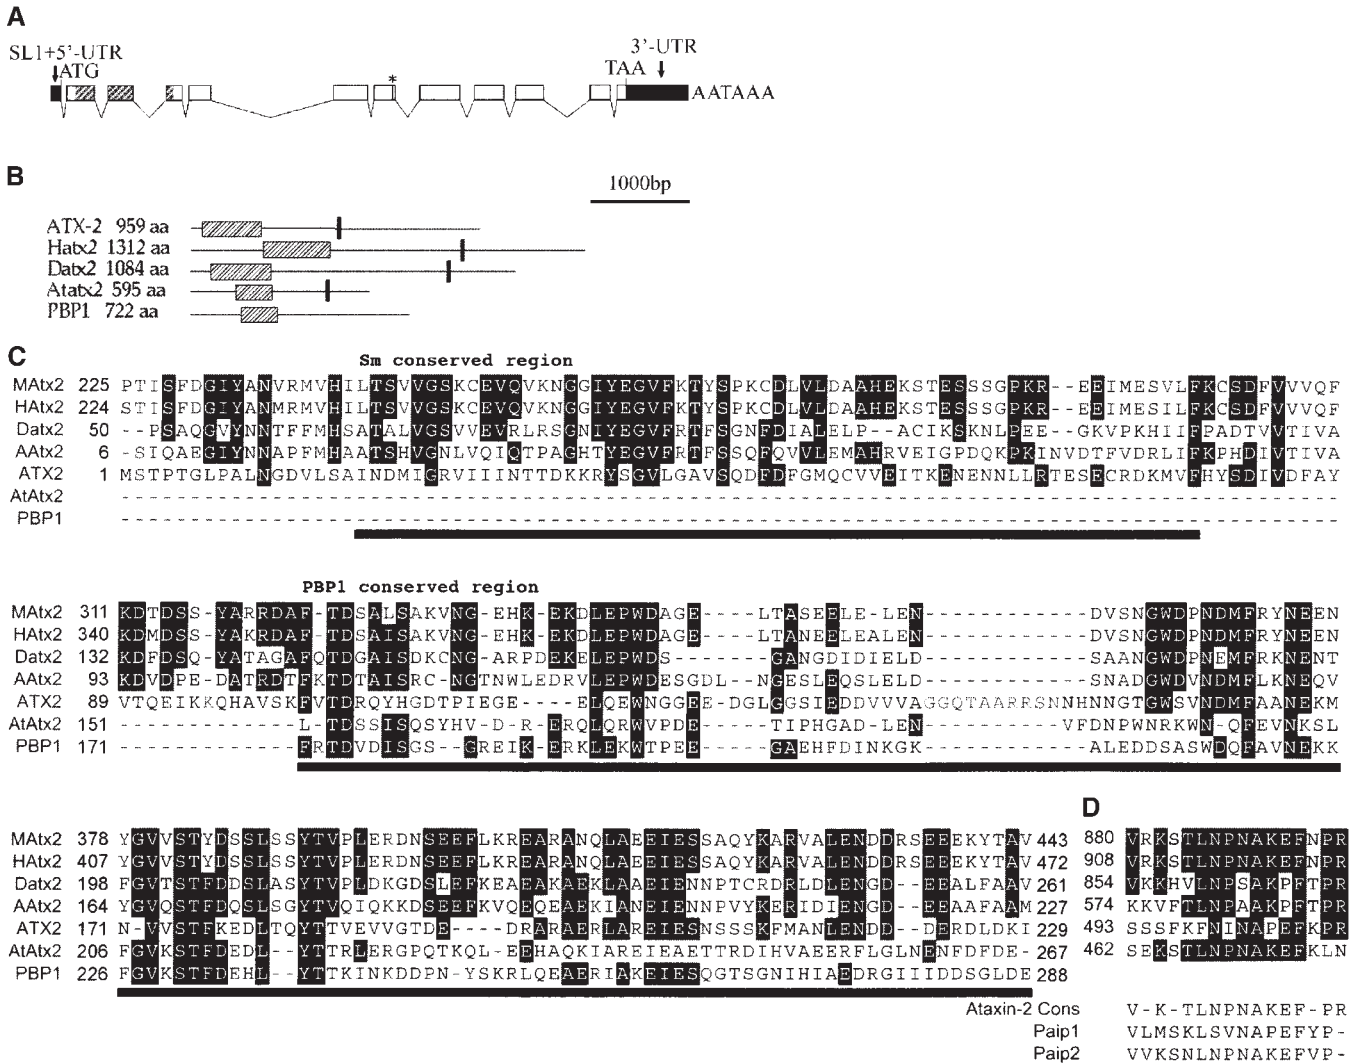 A
SL1+5'-UTR
ATG
*
3'-UTR
TAA
AATAAA
B
1000bp
ATX-2 959 aa
Hatx2 1312 aa
Datx2 1084 aa
Atatx2 595 aa
PBP1 722 aa
C
Sm conserved region
MAtx2 225 PTISFDGIYANVRMVHILTSVVGSKCEVQVKNGGIYEGVFKTYSPKCDLVLDAAHEKSTESSSGPKR--EEIMESVLFKCSDFVVVQF
HAtx2 224 STISFDGIYANMRMVHILTSVVGSKCEVQVKNGGIYEGVFKTYSPKCDLVLDAAHEKSTESSSGPKR--EEIMESILFKCSDFVVVQF
Datx2 50 --PSAQGVYNNTFFMHSATALVGSVVEVRLRSGNIYEGVFRTFSGNFDIALELP--ACIKSKNLPEE--GKVPKHIIFPADTVVTIVA
AAtx2 6 -SIQAEGIYNNAPFMHAATSHVGNLVQIQTPAGHTYEGVFRTFSSQFQVVLEMAHRVEIGPDQKPKINVDTFVDRLIFKPHDIVTIVA
ATX2 1 MSTPTGLPALNGDVLSAINDMIGRVIIINTTDKKRYSGVLGAVSQDFDFGMQCVVEITKENENNLLRTESECRDKMVFHYSDIVDFAY
AtAtx2 ----------------------------------------------------------------------------------------
PBP1 ----------------------------------------------------------------------------------------
PBP1 conserved region
MAtx2 311 KDTDSS-YARRDAF-TDSALSAKVNG-EHK-EKDLEPWDAGE----LTASEELE-LEN------------DVSNGWDPNDMFRYNEEN
HAtx2 340 KDMDSS-YAKRDAF-TDSAISAKVNG-EHK-EKDLEPWDAGE----LTANEELEALEN------------DVSNGWDPNDMFRYNEEN
Datx2 132 KDFDSQ-YATAGAFQTDGAISDKCNG-ARPDEKELEPWDS-------GANGDIDIELD------------SAANGWDPNEMFRKNENT
AAtx2 93 KDVDPE-DATRDTFKTDTAISRC-NGTNWLEDRVLEPWDESGDL--NGESLEQSLELD------------SNADGWDVNDMFLKNEQV
ATX2 89 VTQEIKKQHAVSKFVTDRQYHGDTPIEGE----ELQEWNGGEE-DGLGGSIEDDVVVAGGQTAARRSNNHNNGTGWSVNDMFAANEKM
AtAtx2 151 -------------L-TDSSISQSYHV-D-R-ERQLQRWVPDE----TIPHGAD-LEN----------VFDNPWNRKWN-QFEVNKSL
PBP1 171 -------------FRTDVDISGS--GREIK-ERKLEKWTPEE-----GAEHFDINKGK------------ALEDDSASWDQFAVNEKK
MAtx2 378 YGVVSTYDSSLSSYTVPLERDNSEEFLKREARANQLAEEIESSAQYKARVALENDDRSEEEKYTAV 443
HAtx2 407 YGVVSTYDSSLSSYTVPLERDNSEEFLKREARANQLAEEIESSAQYKARVALENDDRSEEEKYTAV 472
Datx2 198 FGVTSTFDDSLASYTVPLDKGDSLEFKEAEAKAEKLAAEIENNPTCRDRLDLENGD--EEALFAAV 261
AAtx2 164 YGVQSTFDQSLSGYTVQIQKKDSEEFKVQEQEAEKIANEIENNPVYKERIDIENGD--EEAAFAAM 227
ATX2 171 N-VVSTFKEDLTQYTTVEVVGTDE----DRARAERLAREIESNSSSKFMANLENDD--DERDLDKI 229
AtAtx2 206 FGVKSTFDEDL-YTTRLERGPQTKQL-EEHAQKIAREIEAETTRDIHVAEERFLGLNENFDFDE- 267
PBP1 226 FGVKSTFDEHL-YTTKINKDDPN-YSKRLQEAERIAKEIESQGTSGNIHIAEDRGIIIDDSGLDE 288
D
880 VRKSTLNPNAKEFNPR
908 VRKSTLNPNAKEFNPR
854 VKKHVLNPSAKPFTPR
574 KKVFTLNPAAKPFTPR
493 SSSFKFNINAPEFKPR
462 SEKSTLNPNAKEFKLN
Ataxin-2 Cons V-K-TLNPNAKEF-PR
Paip1 VLMSKLSVNAPEFYP-
Paip2 VVKSNLNPNAKEFVP-